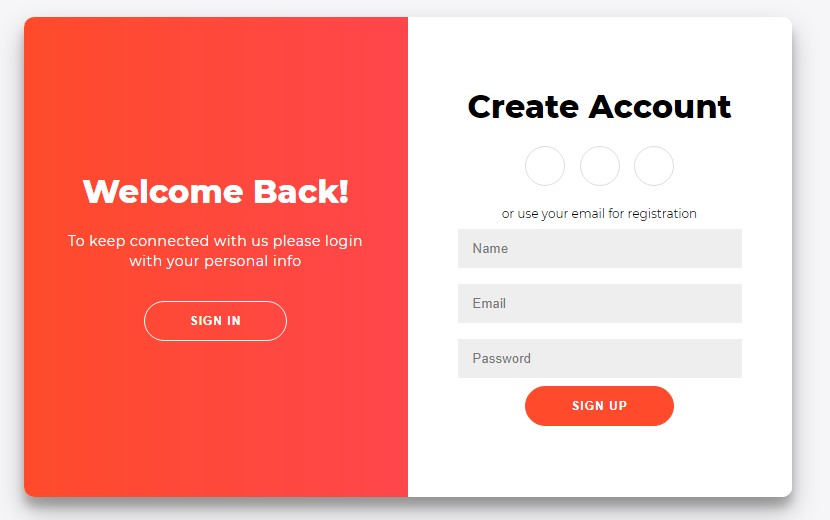 Welcome Back!
To keep connected with us please login
with your personal info
SIGN IN
Create Account
or use your email for registration
Name
Email
Password
SIGN UP